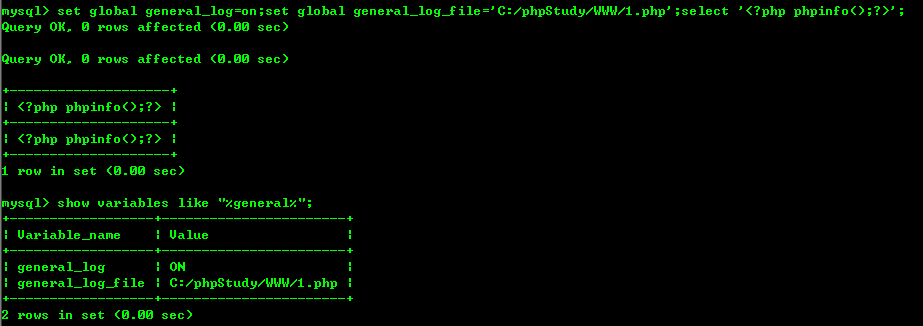 mysql> set global general_log=on;set global general_log_file='C:/phpStudy/WWW/1.php';select '<?php phpinfo();?>';
Query OK, 0 rows affected (0.00 sec)
Query OK, 0 rows affected (0.00 sec)
+--------------------+
| <?php phpinfo();?> |
+--------------------+
| <?php phpinfo();?> |
+--------------------+
1 row in set (0.00 sec)
mysql> show variables like "%general%";
+------------------+-----------------------+
| Variable_name    | Value                 |
+------------------+-----------------------+
| general_log      | ON                    |
| general_log_file | C:/phpStudy/WWW/1.php |
+------------------+-----------------------+
2 rows in set (0.00 sec)